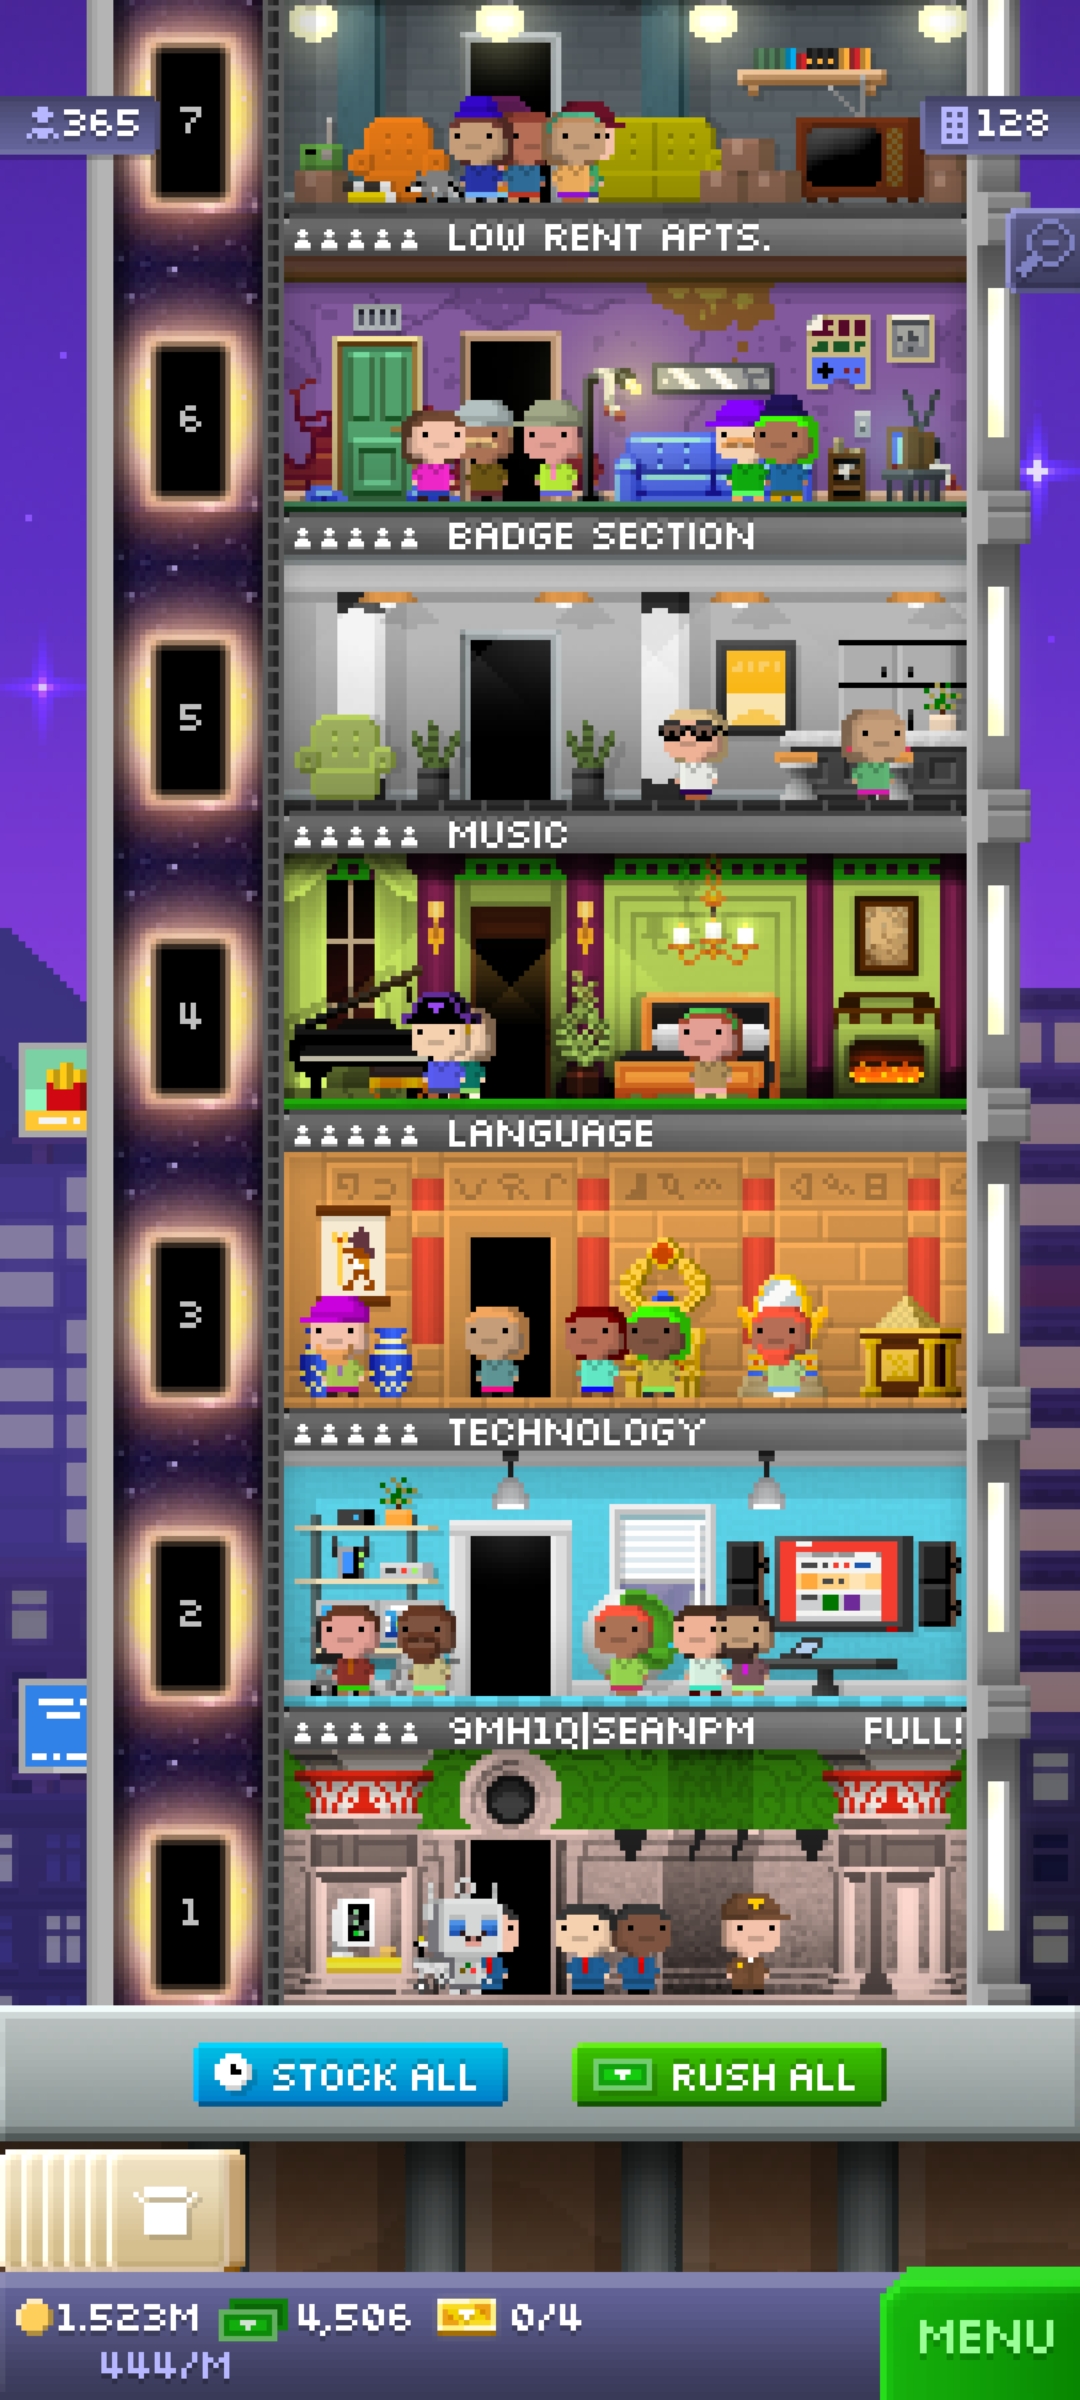 7
365
128
LOW RENT APTS.
6
BADGE SECTION
5
MUSIC
4
LANGUAGE
3
TECHNOLOGY
2
9MH1Q|SEANPM FULL!
1
STOCK ALL
RUSH ALL
1.523M 4,506 0/4
444/M
MENU